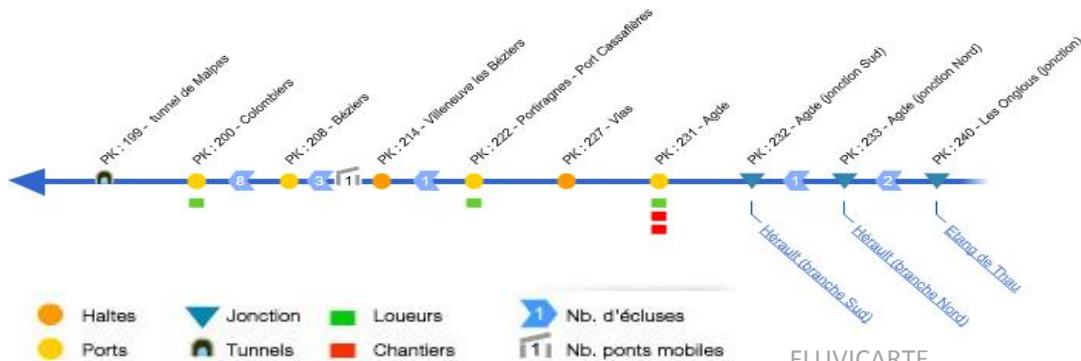 PK : 199 - tunnel de Malpas
PK : 200 - Colombiers
PK : 208 - Béziers
PK : 214 - Villeneuve les Béziers
PK : 222 - Portiragnes - Port Cassafières
PK : 227 - Vias
PK : 231 - Agde
PK : 232 - Agde (jonction Sud)
PK : 233 - Agde (jonction Nord)
PK : 240 - Les Onglous (jonction)
8
3
1
1
1
2
Hérault (branche Sud)
Hérault (branche Nord)
Etang de Thau
Haltes
Jonction
Loueurs
1 Nb. d'écluses
Ports
Tunnels
Chantiers
1 Nb. ponts mobiles